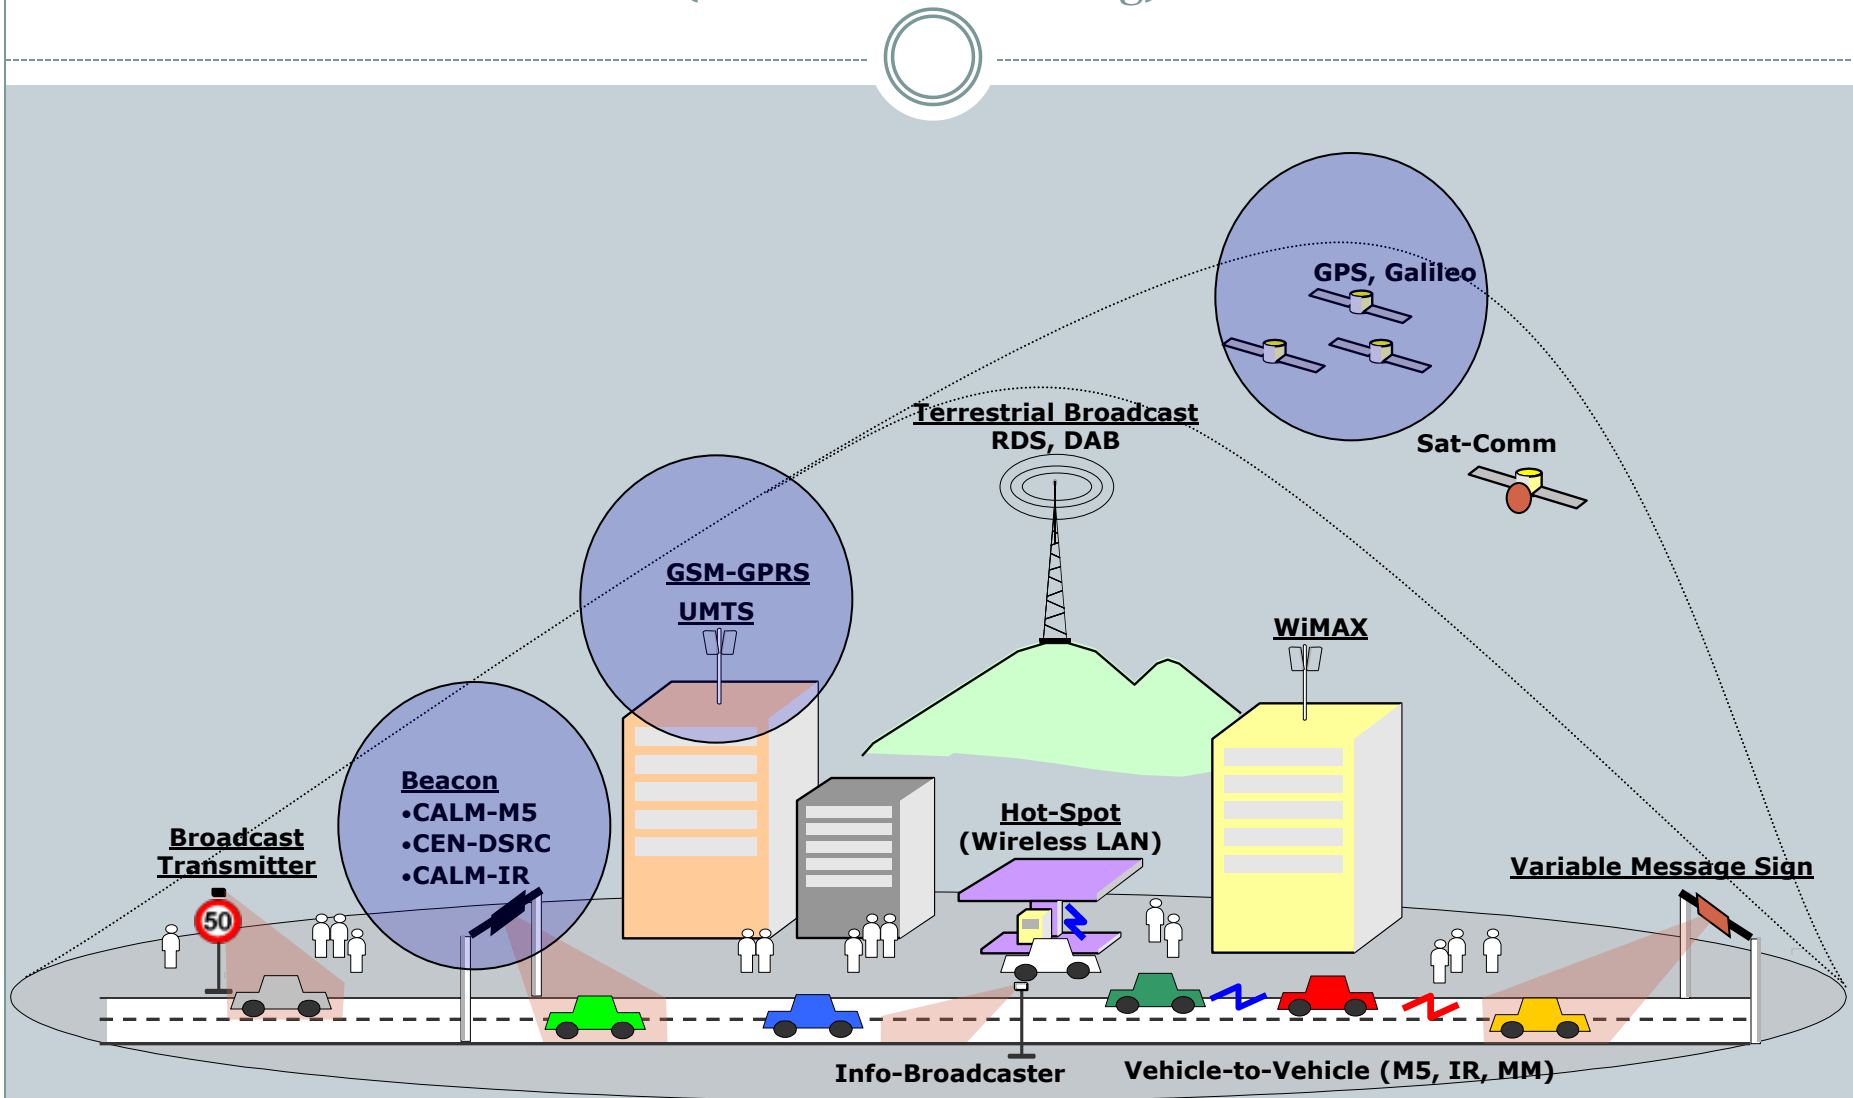 GPS, Galileo
Terrestrial Broadcast
RDS, DAB
Sat-Comm
GSM-GPRS
UMTS
WiMAX
Beacon
•CALM-M5
•CEN-DSRC
•CALM-IR
Broadcast
Transmitter
Hot-Spot
(Wireless LAN)
Variable Message Sign
50
Info-Broadcaster
Vehicle-to-Vehicle (M5, IR, MM)